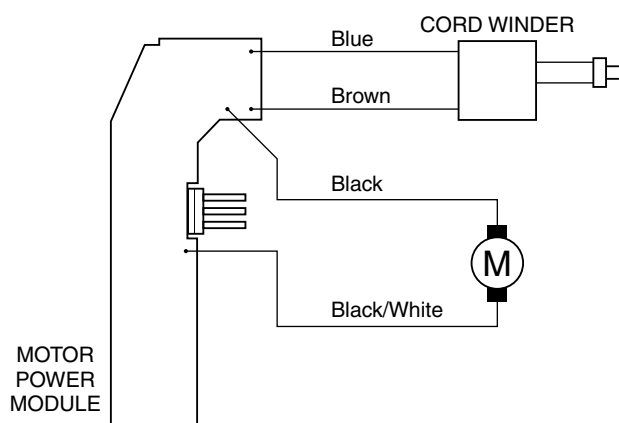 CORD WINDER
Blue
Brown
Black
M
Black/White
MOTOR
POWER
MODULE